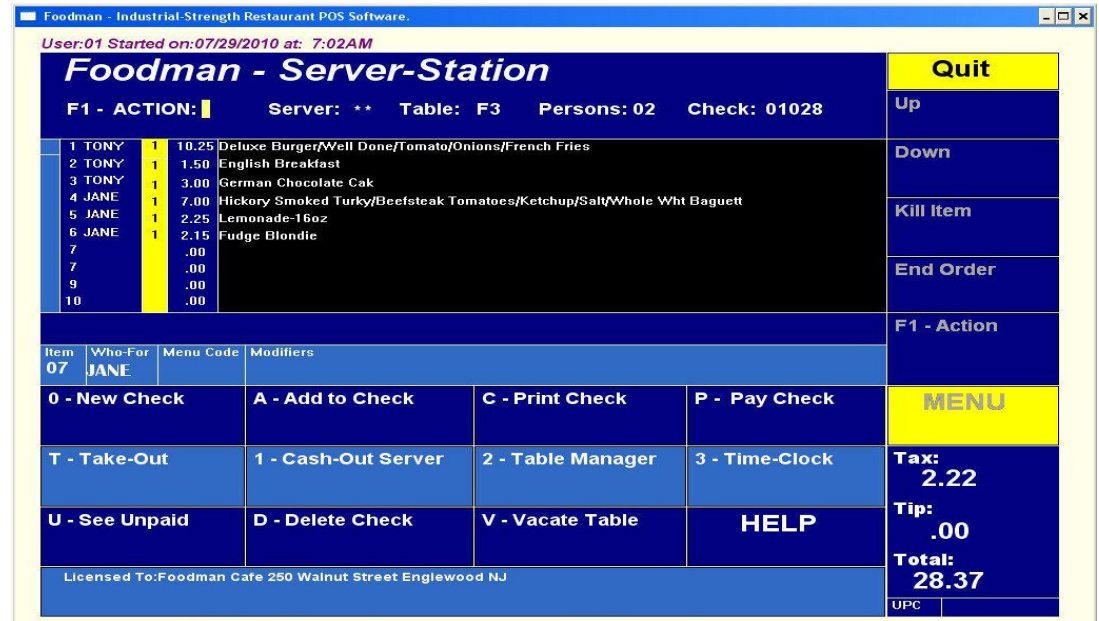 Foodman - Industrial-Strength Restaurant POS Software.
User:01 Started on:07/29/2010 at: 7:02AM
Foodman - Server-Station
Quit
F1 - ACTION: Server: ** Table: F3 Persons: 02 Check: 01028
Up
1 TONY 1 10.25 Deluxe Burger/Well Done/Tomato/Onions/French Fries
2 TONY 1 1.50 English Breakfast
3 TONY 1 3.00 German Chocolate Cak
4 JANE 1 7.00 Hickory Smoked Turky/Beefsteak Tomatoes/Ketchup/Salt/Whole Wht Baguett
5 JANE 1 2.25 Lemonade-16oz
6 JANE 1 2.15 Fudge Blondie
7 .00
7 .00
9 .00
10 .00
Down
Kill Item
End Order
F1 - Action
Item Who-For Menu Code Modifiers
07 JANE
0 - New Check A - Add to Check C - Print Check P - Pay Check
MENU
T - Take-Out 1 - Cash-Out Server 2 - Table Manager 3 - Time-Clock
U - See Unpaid D - Delete Check V - Vacate Table HELP
Tax:
2.22
Tip:
.00
Total:
28.37
Licensed To:Foodman Cafe 250 Walnut Street Englewood NJ
UPC